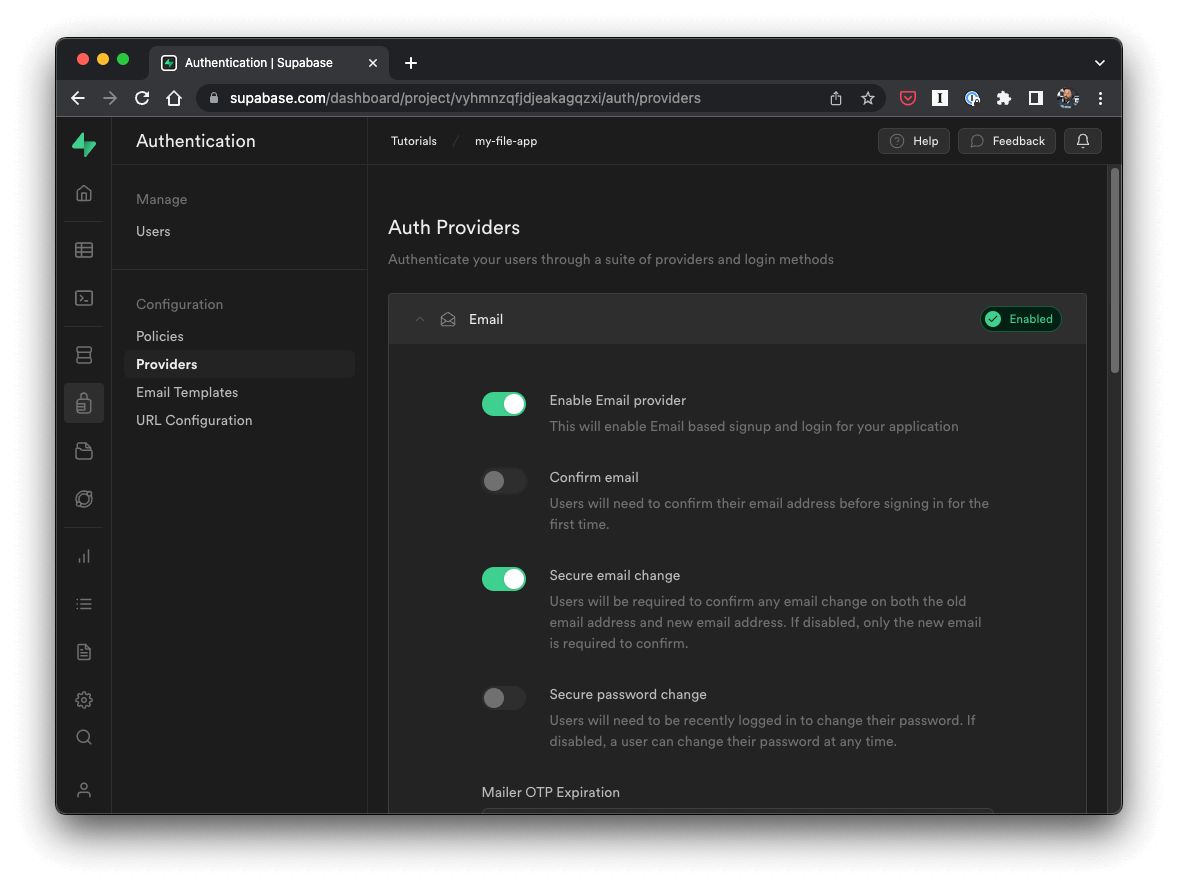 Authentication | Supabase
supabase.com/dashboard/project/vyhmnzqfjdjeakagqzxi/auth/providers
Authentication
Tutorials / my-file-app
Help
Feedback
Manage
Users
Configuration
Policies
Providers
Email Templates
URL Configuration
Auth Providers
Authenticate your users through a suite of providers and login methods
Email
Enabled
Enable Email provider
This will enable Email based signup and login for your application
Confirm email
Users will need to confirm their email address before signing in for the
first time.
Secure email change
Users will be required to confirm any email change on both the old
email address and new email address. If disabled, only the new email
is required to confirm.
Secure password change
Users will need to be recently logged in to change their password. If
disabled, a user can change their password at any time.
Mailer OTP Expiration